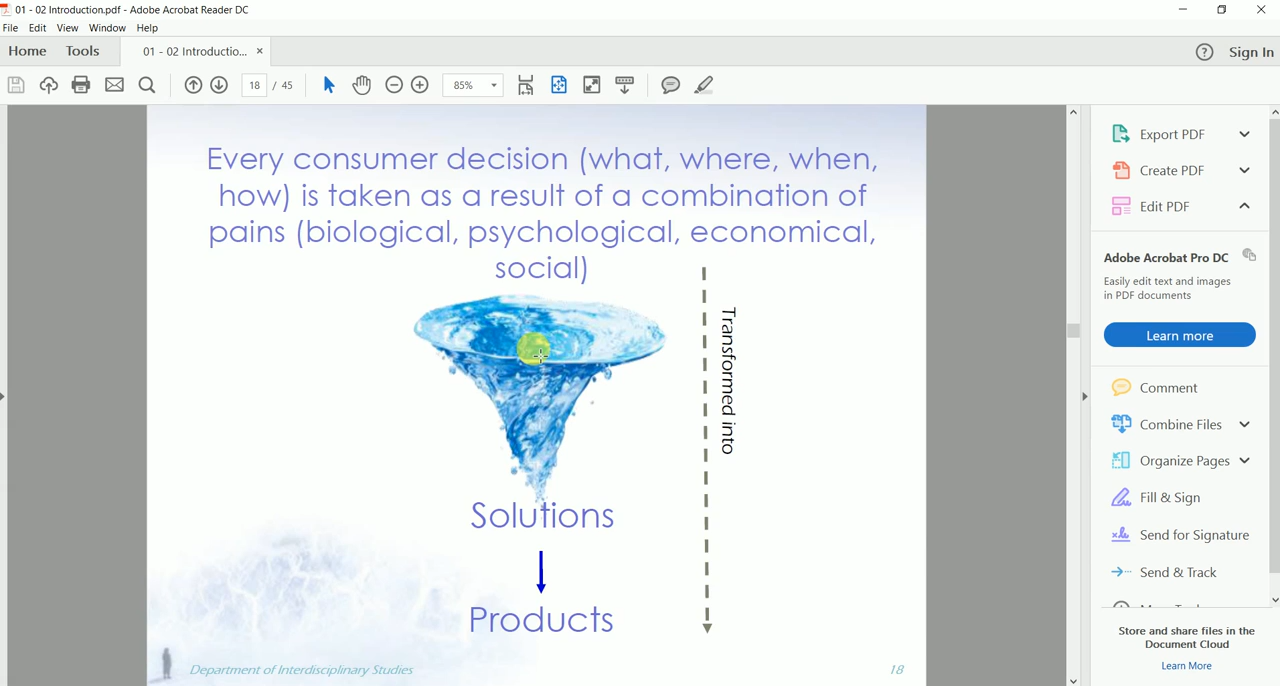 01 - 02 Introduction.pdf - Adobe Acrobat Reader DC
File Edit View Window Help
Home Tools 01 - 02 Introductio... × Sign In
18 / 45 85%
Every consumer decision (what, where, when,
how) is taken as a result of a combination of
pains (biological, psychological, economical,
social)
Transformed into
Solutions
Products
Department of Interdisciplinary Studies 18
Export PDF
Create PDF
Edit PDF
Adobe Acrobat Pro DC
Easily edit text and images
in PDF documents
Learn more
Comment
Combine Files
Organize Pages
Fill & Sign
Send for Signature
Send & Track
Store and share files in the
Document Cloud
Learn More